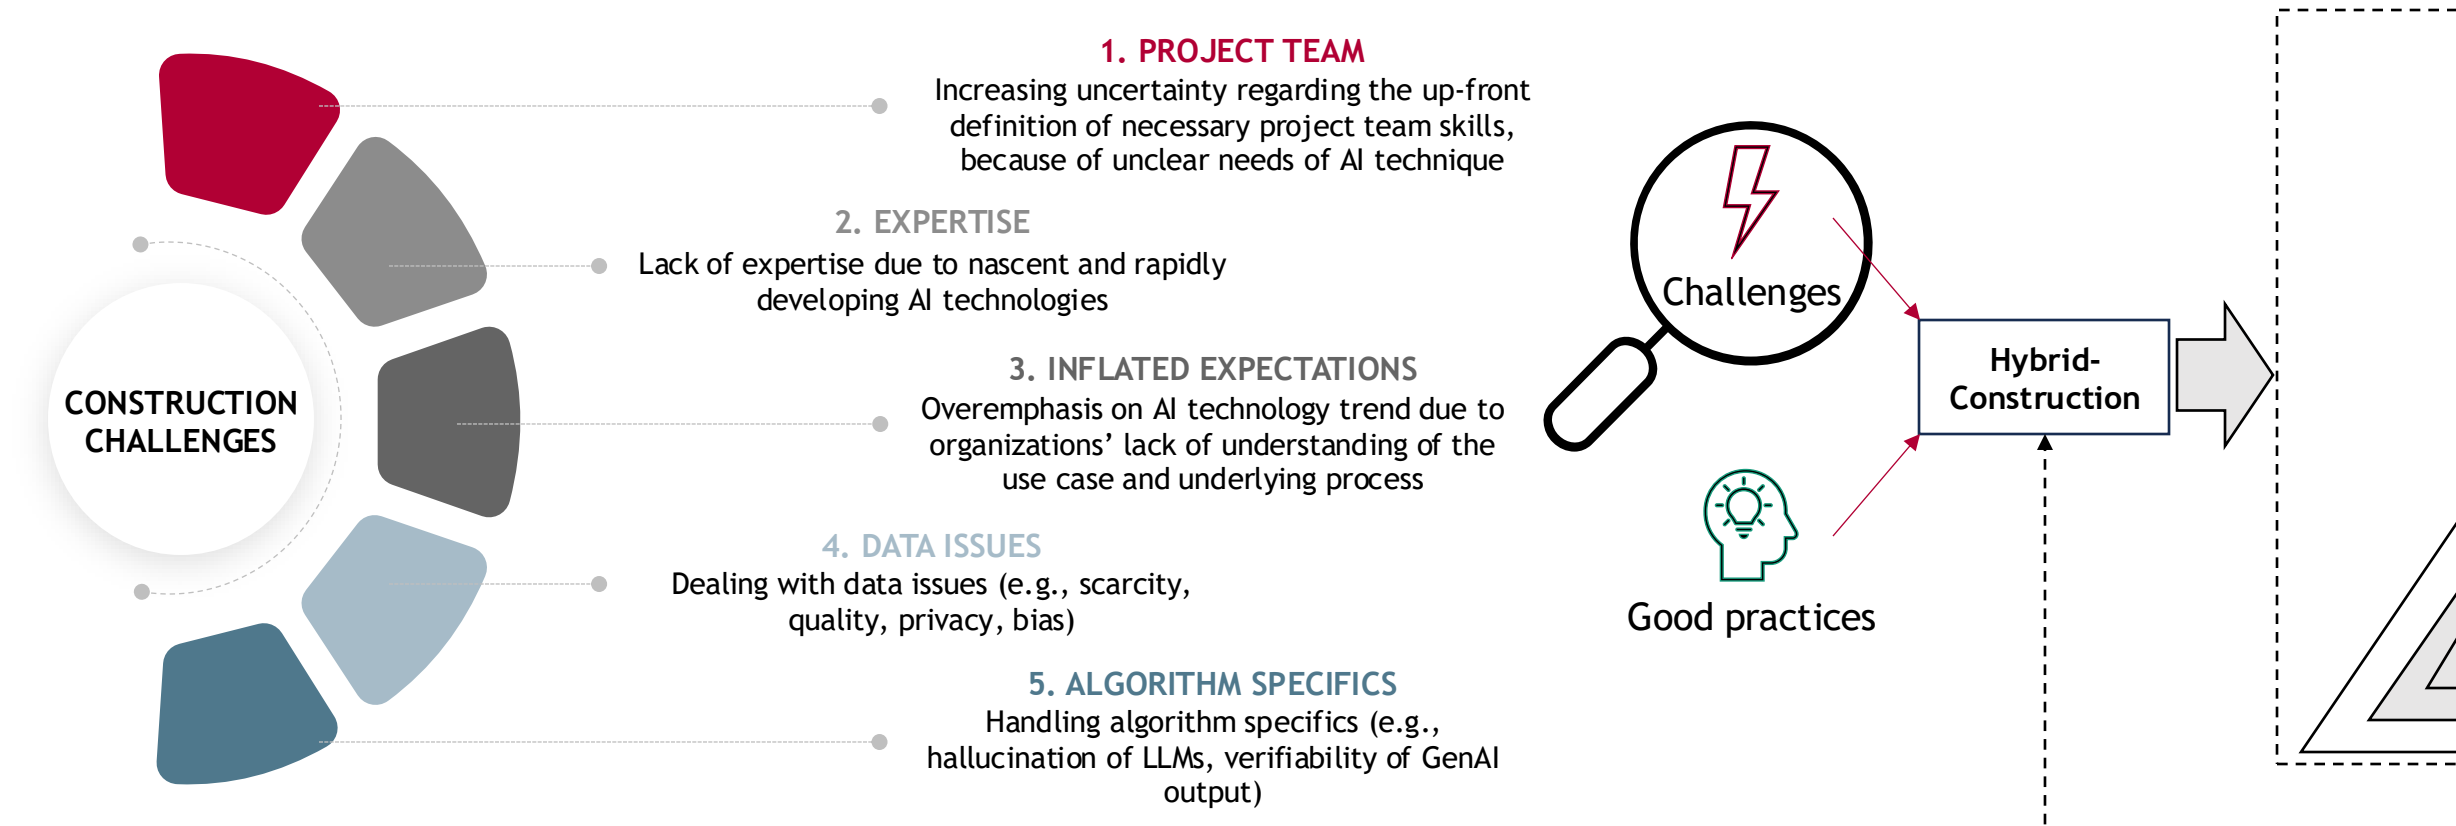 CONSTRUCTION
CHALLENGES
1. PROJECT TEAM
Increasing uncertainty regarding the up-front
definition of necessary project team skills,
because of unclear needs of AI technique
2. EXPERTISE
Lack of expertise due to nascent and rapidly
developing AI technologies
3. INFLATED EXPECTATIONS
Overemphasis on AI technology trend due to
organizations’ lack of understanding of the
use case and underlying process
4. DATA ISSUES
Dealing with data issues (e.g., scarcity,
quality, privacy, bias)
5. ALGORITHM SPECIFICS
Handling algorithm specifics (e.g.,
hallucination of LLMs, verifiability of GenAI
output)
Challenges
Good practices
Hybrid-
Construction